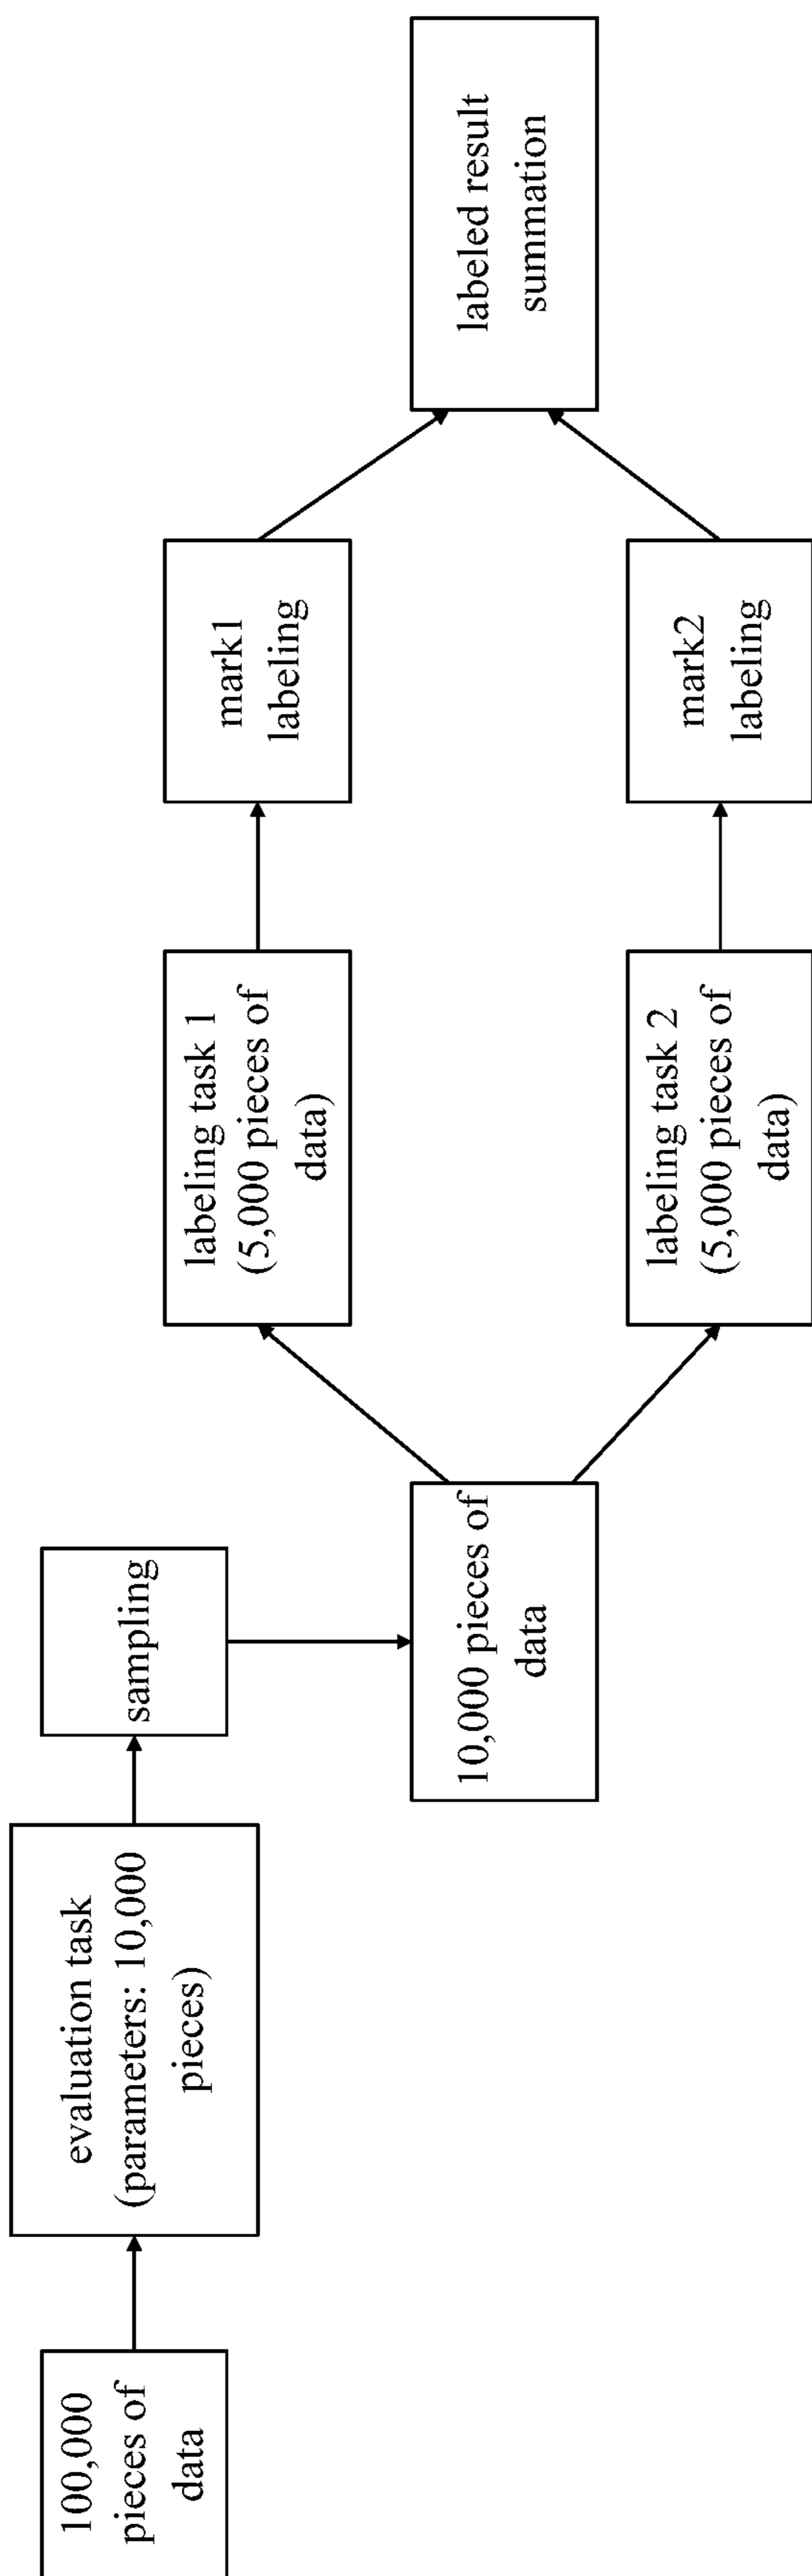 100,000
pieces of
data
evaluation task
(parameters: 10,000
pieces)
sampling
10,000 pieces of
data
labeling task 1
(5,000 pieces of
data)
mark1
labeling
labeling task 2
(5,000 pieces of
data)
mark2
labeling
labeled result
summation